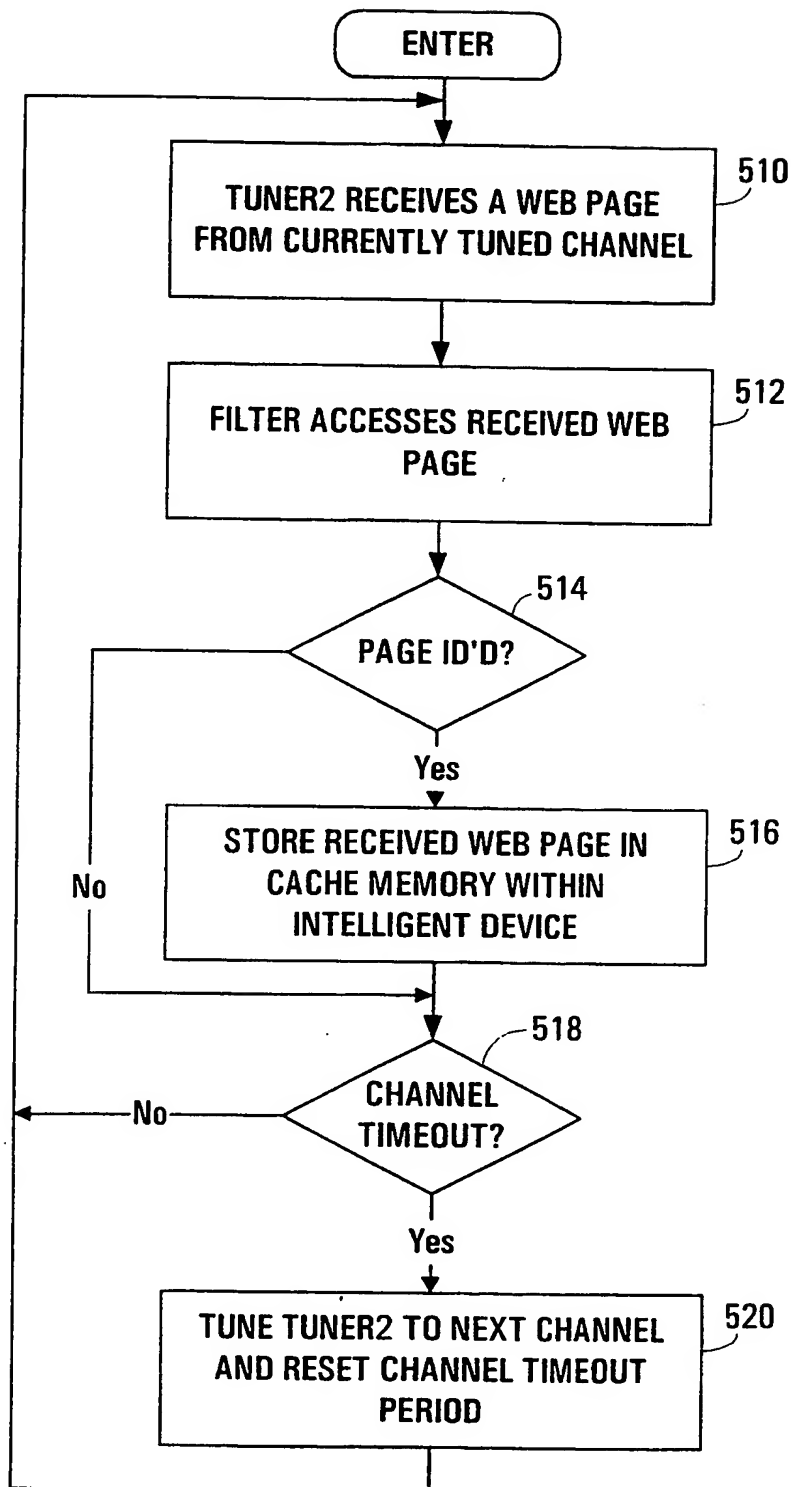 ENTER
TUNER2 RECEIVES A WEB PAGE
FROM CURRENTLY TUNED CHANNEL
510
FILTER ACCESSES RECEIVED WEB
PAGE
512
514
PAGE ID'D?
Yes
No
STORE RECEIVED WEB PAGE IN
CACHE MEMORY WITHIN
INTELLIGENT DEVICE
516
518
CHANNEL
TIMEOUT?
No
Yes
TUNE TUNER2 TO NEXT CHANNEL
AND RESET CHANNEL TIMEOUT
PERIOD
520